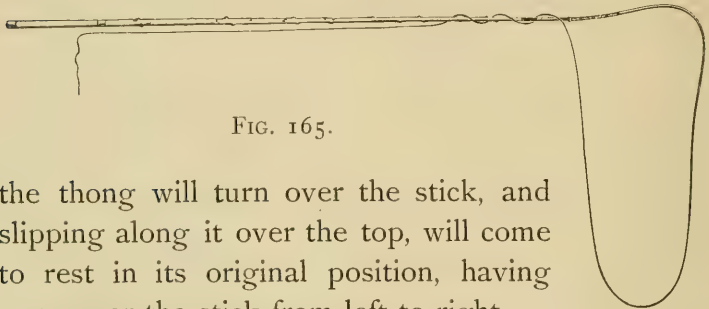 FIG. 165.
the thong will turn over the stick, and
slipping along it over the top, will come
to rest in its original position, having
the stick from left to right